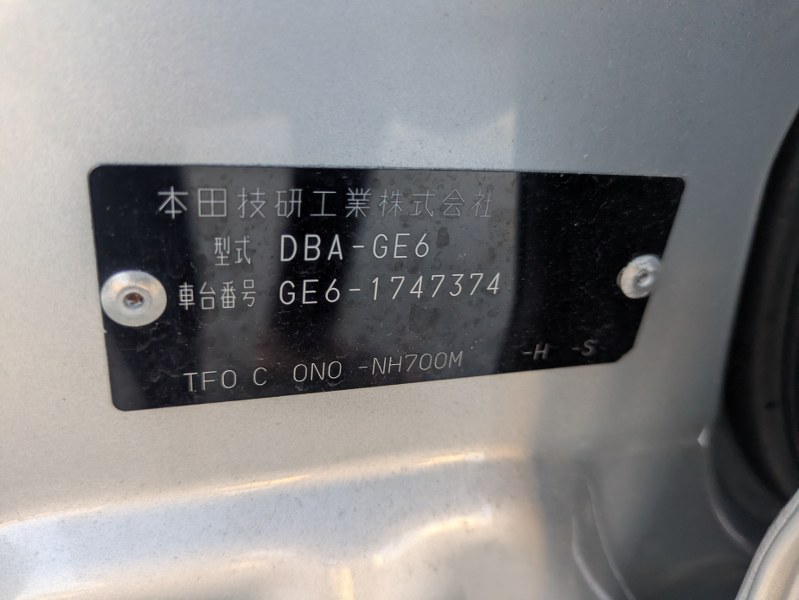 本田技研工業株式会社
型式 DBA-GE6
車台番号 GE6-1747374
TFO C ONO -NH700M -H -S